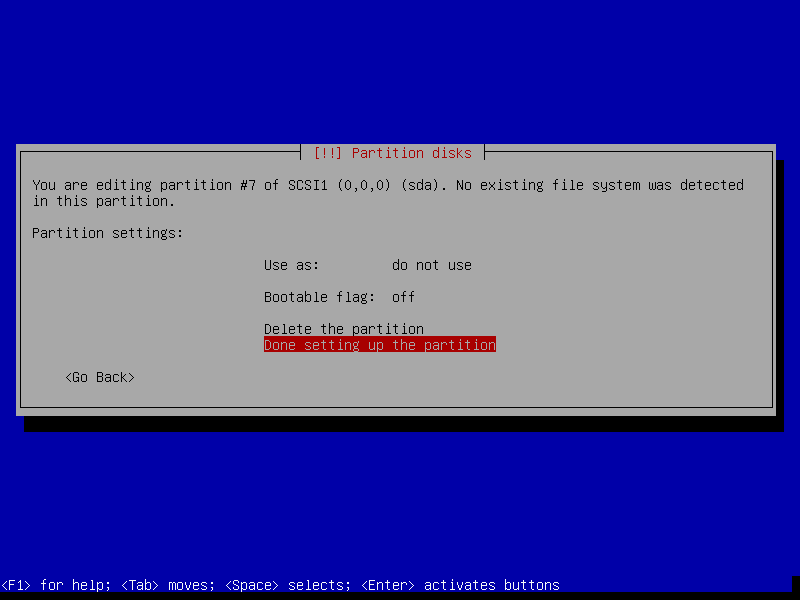 [!!] Partition disks
You are editing partition #7 of SCSI1 (0,0,0) (sda). No existing file system was detected
in this partition.
Partition settings:
Use as: do not use
Bootable flag: off
Delete the partition
Done setting up the partition
<Go Back>
<F1> for help; <Tab> moves; <Space> selects; <Enter> activates buttons